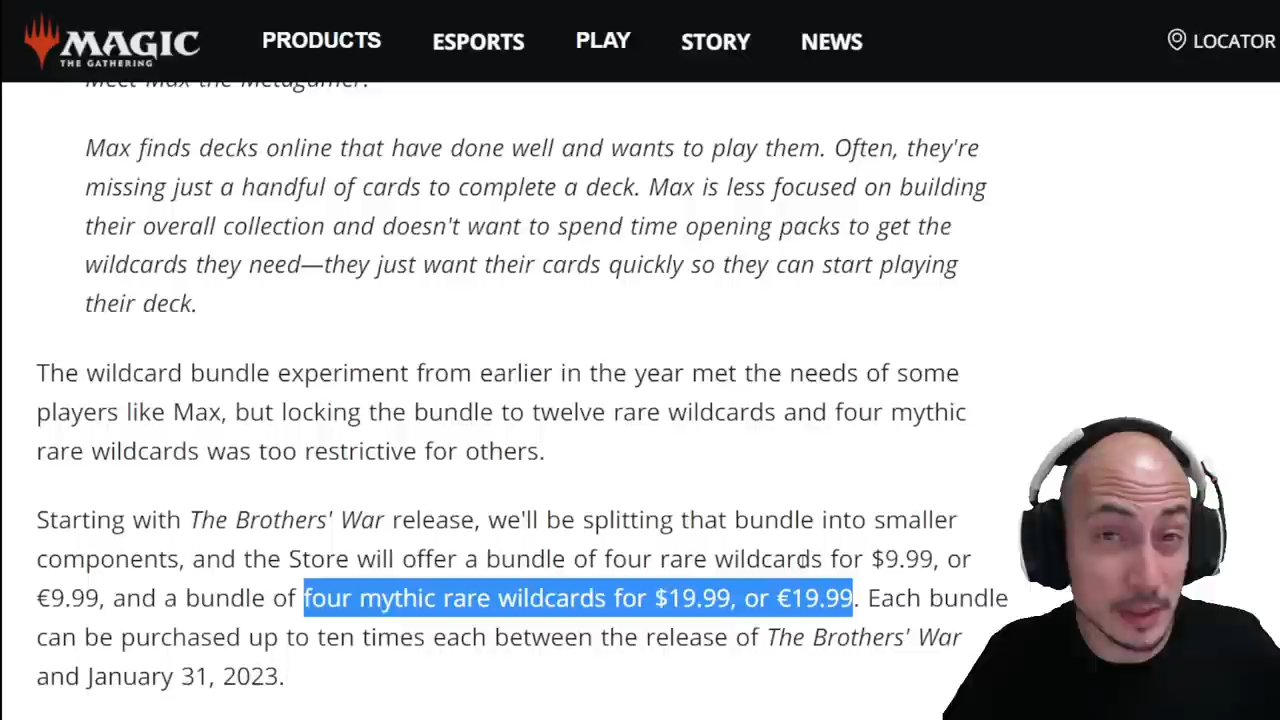 MAGIC
THE GATHERING
PRODUCTS
ESPORTS
PLAY
STORY
NEWS
LOCATOR
Meet Max the Metagamer.
Max finds decks online that have done well and wants to play them. Often, they're
missing just a handful of cards to complete a deck. Max is less focused on building
their overall collection and doesn't want to spend time opening packs to get the
wildcards they need—they just want their cards quickly so they can start playing
their deck.
The wildcard bundle experiment from earlier in the year met the needs of some
players like Max, but locking the bundle to twelve rare wildcards and four mythic
rare wildcards was too restrictive for others.
Starting with The Brothers' War release, we'll be splitting that bundle into smaller
components, and the Store will offer a bundle of four rare wildcards for $9.99, or
€9.99, and a bundle of four mythic rare wildcards for $19.99, or €19.99. Each bundle
can be purchased up to ten times each between the release of The Brothers' War
and January 31, 2023.